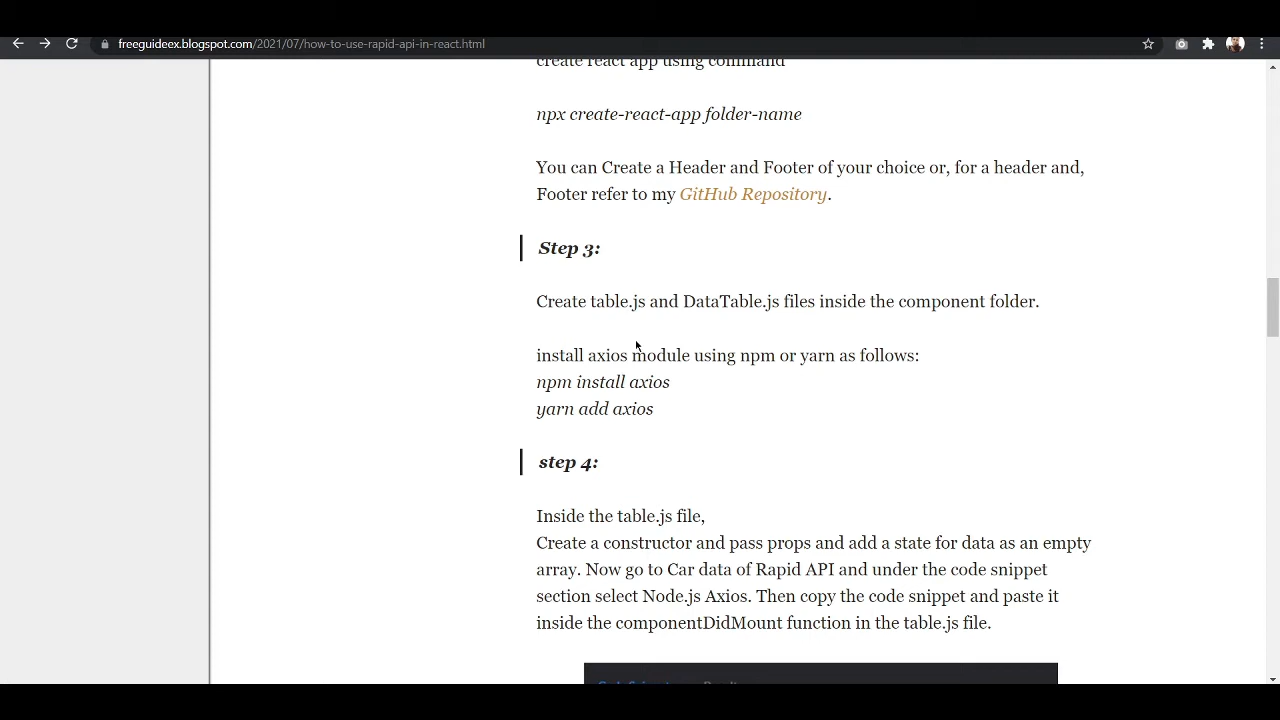 freeguideex.blogspot.com/2021/07/how-to-use-rapid-api-in-react.html
create react app using command
npx create-react-app folder-name
You can Create a Header and Footer of your choice or, for a header and,
Footer refer to my GitHub Repository.
Step 3:
Create table.js and DataTable.js files inside the component folder.
install axios module using npm or yarn as follows:
npm install axios
yarn add axios
step 4:
Inside the table.js file,
Create a constructor and pass props and add a state for data as an empty
array. Now go to Car data of Rapid API and under the code snippet
section select Node.js Axios. Then copy the code snippet and paste it
inside the componentDidMount function in the table.js file.